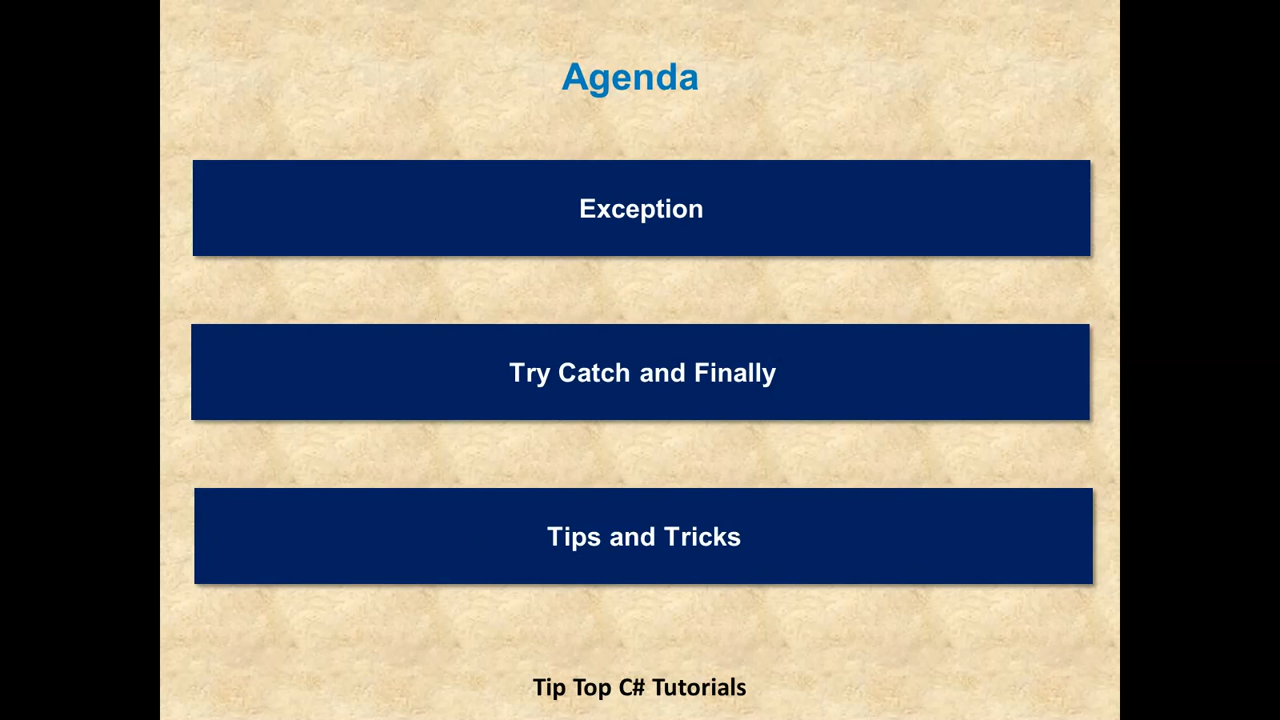 Agenda
Exception
Try Catch and Finally
Tips and Tricks
Tip Top C# Tutorials